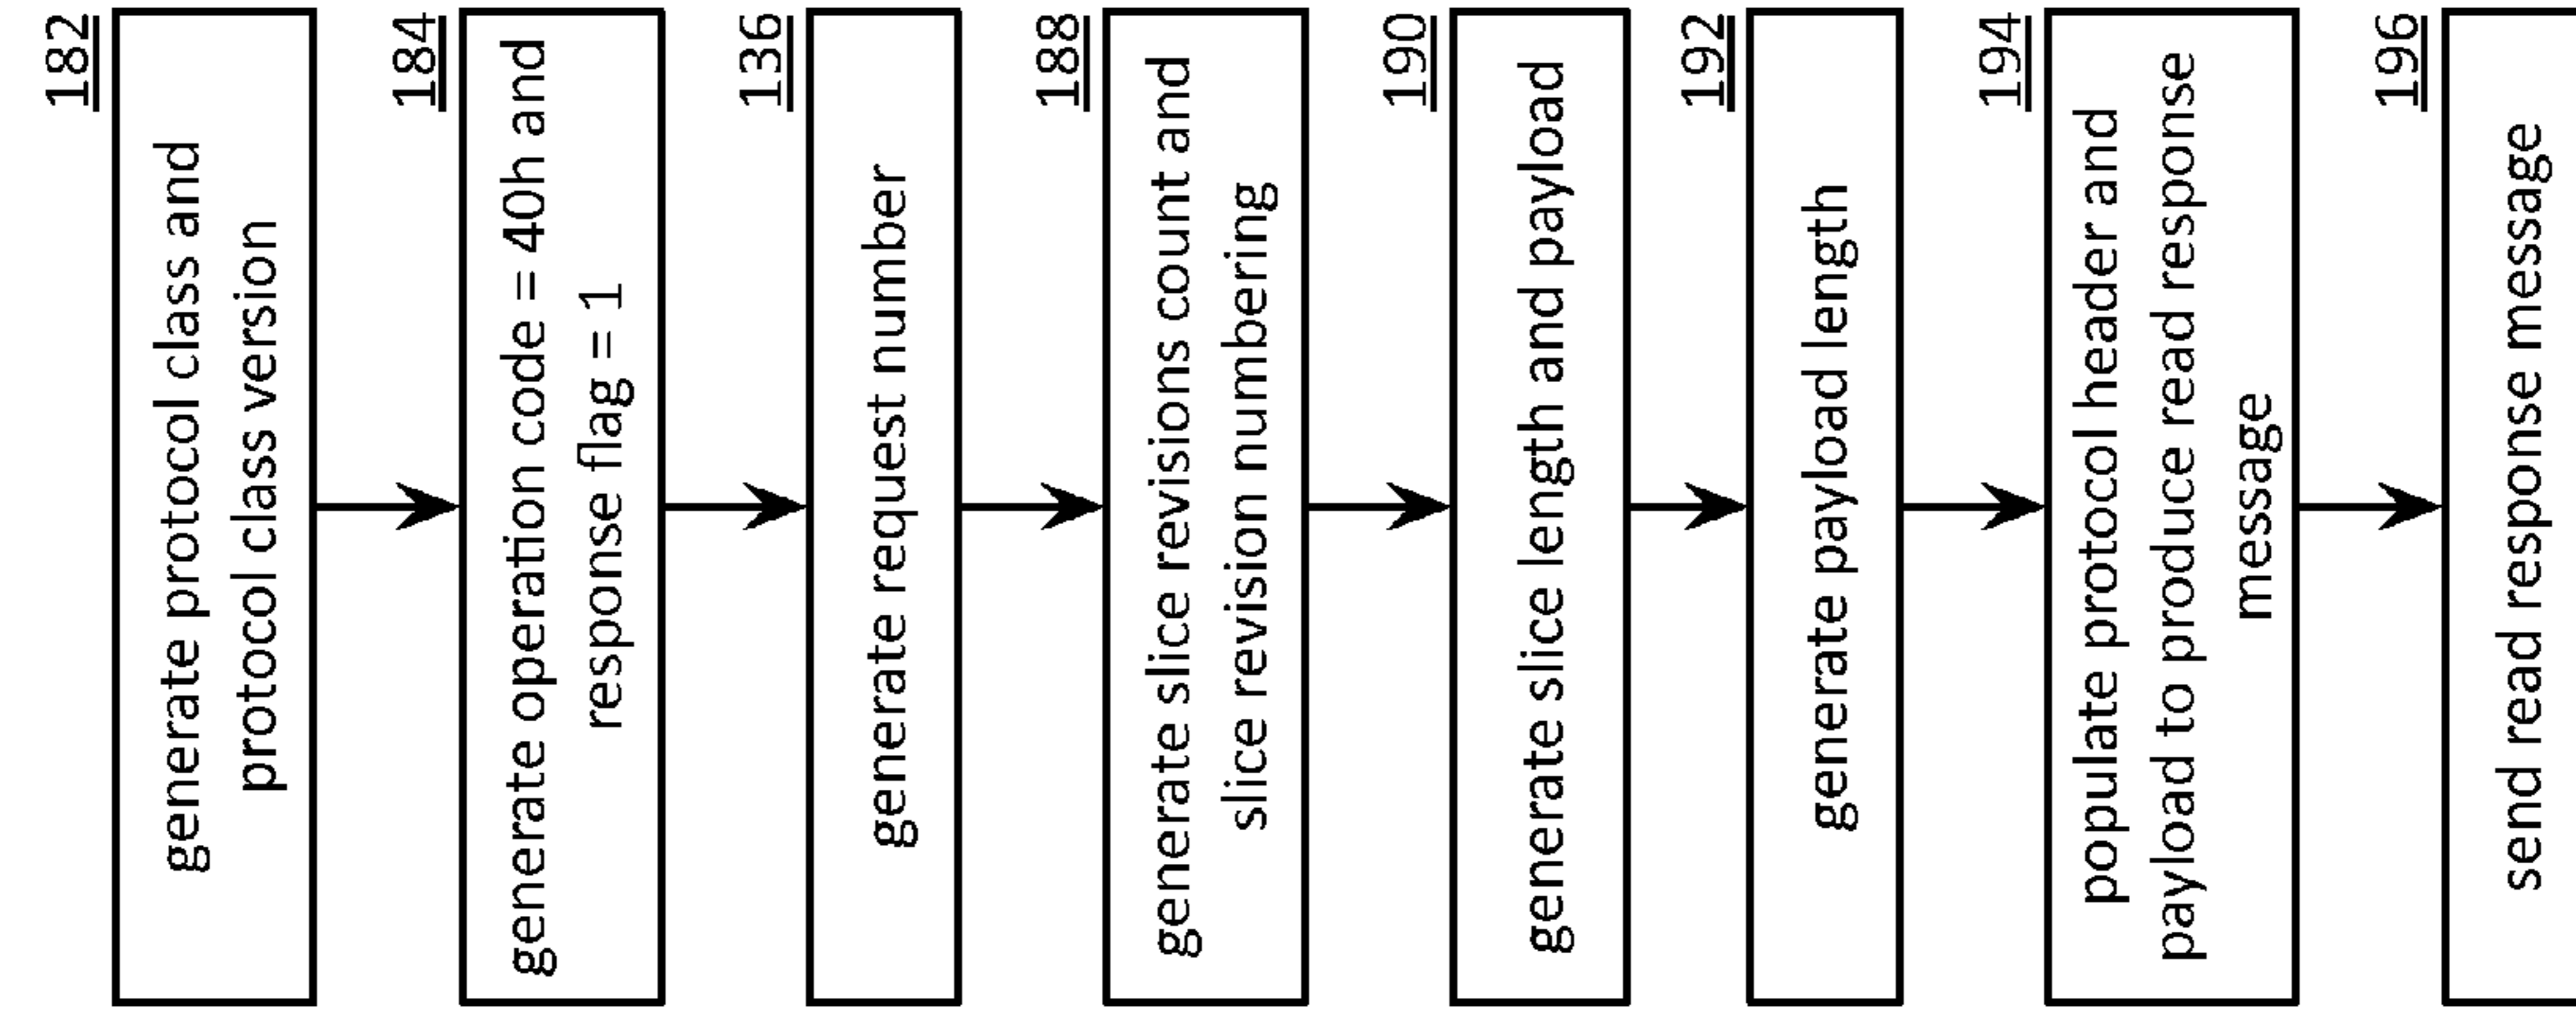 182
generate protocol class and
protocol class version
184
generate operation code = 40h and
response flag = 1
136
generate request number
188
generate slice revisions count and
slice revision numbering
190
generate slice length and payload
192
generate payload length
194
populate protocol header and
payload to produce read response
message
196
send read response message